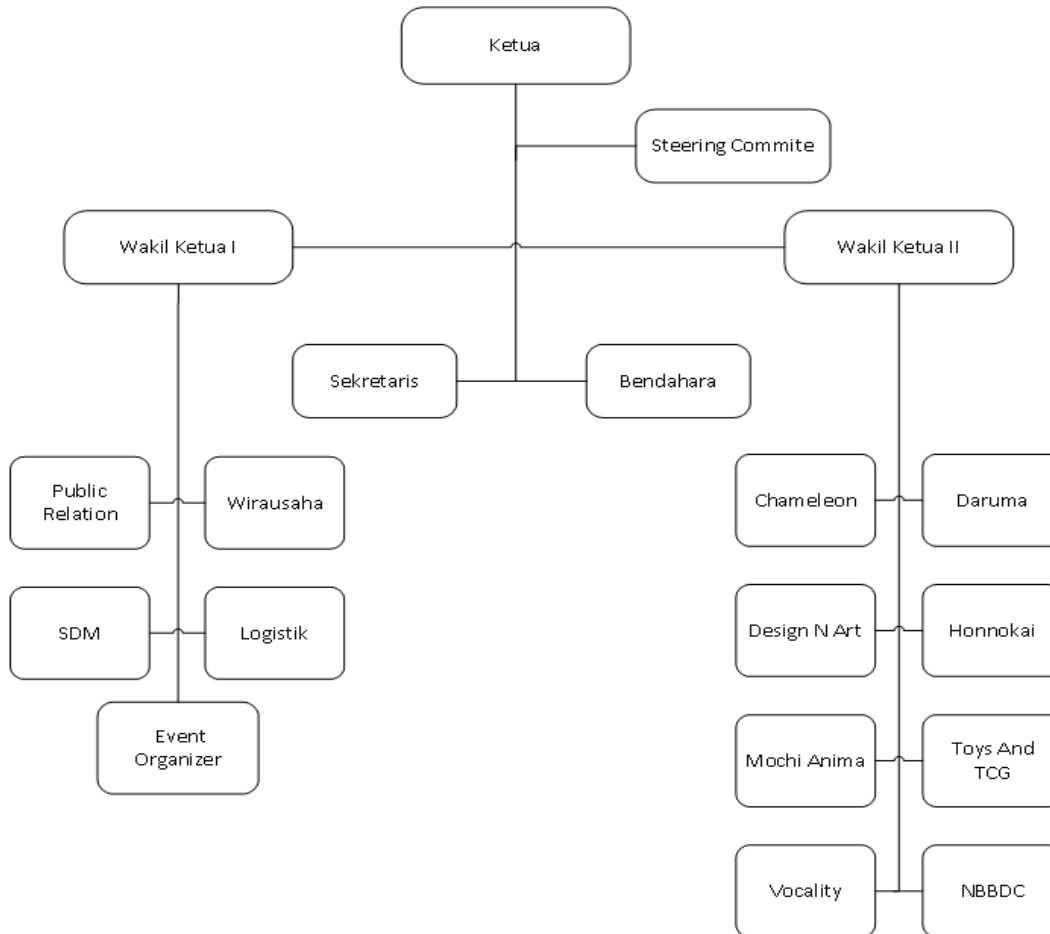 Ketua
Steering Commite
Wakil Ketua I
Wakil Ketua II
Sekretaris
Bendahara
Public
Relation
Wirausaha
Chameleon
Daruma
SDM
Logistik
Design N Art
Honnokai
Event
Organizer
Mochi Anima
Toys And
TCG
Vocality
NBBDC